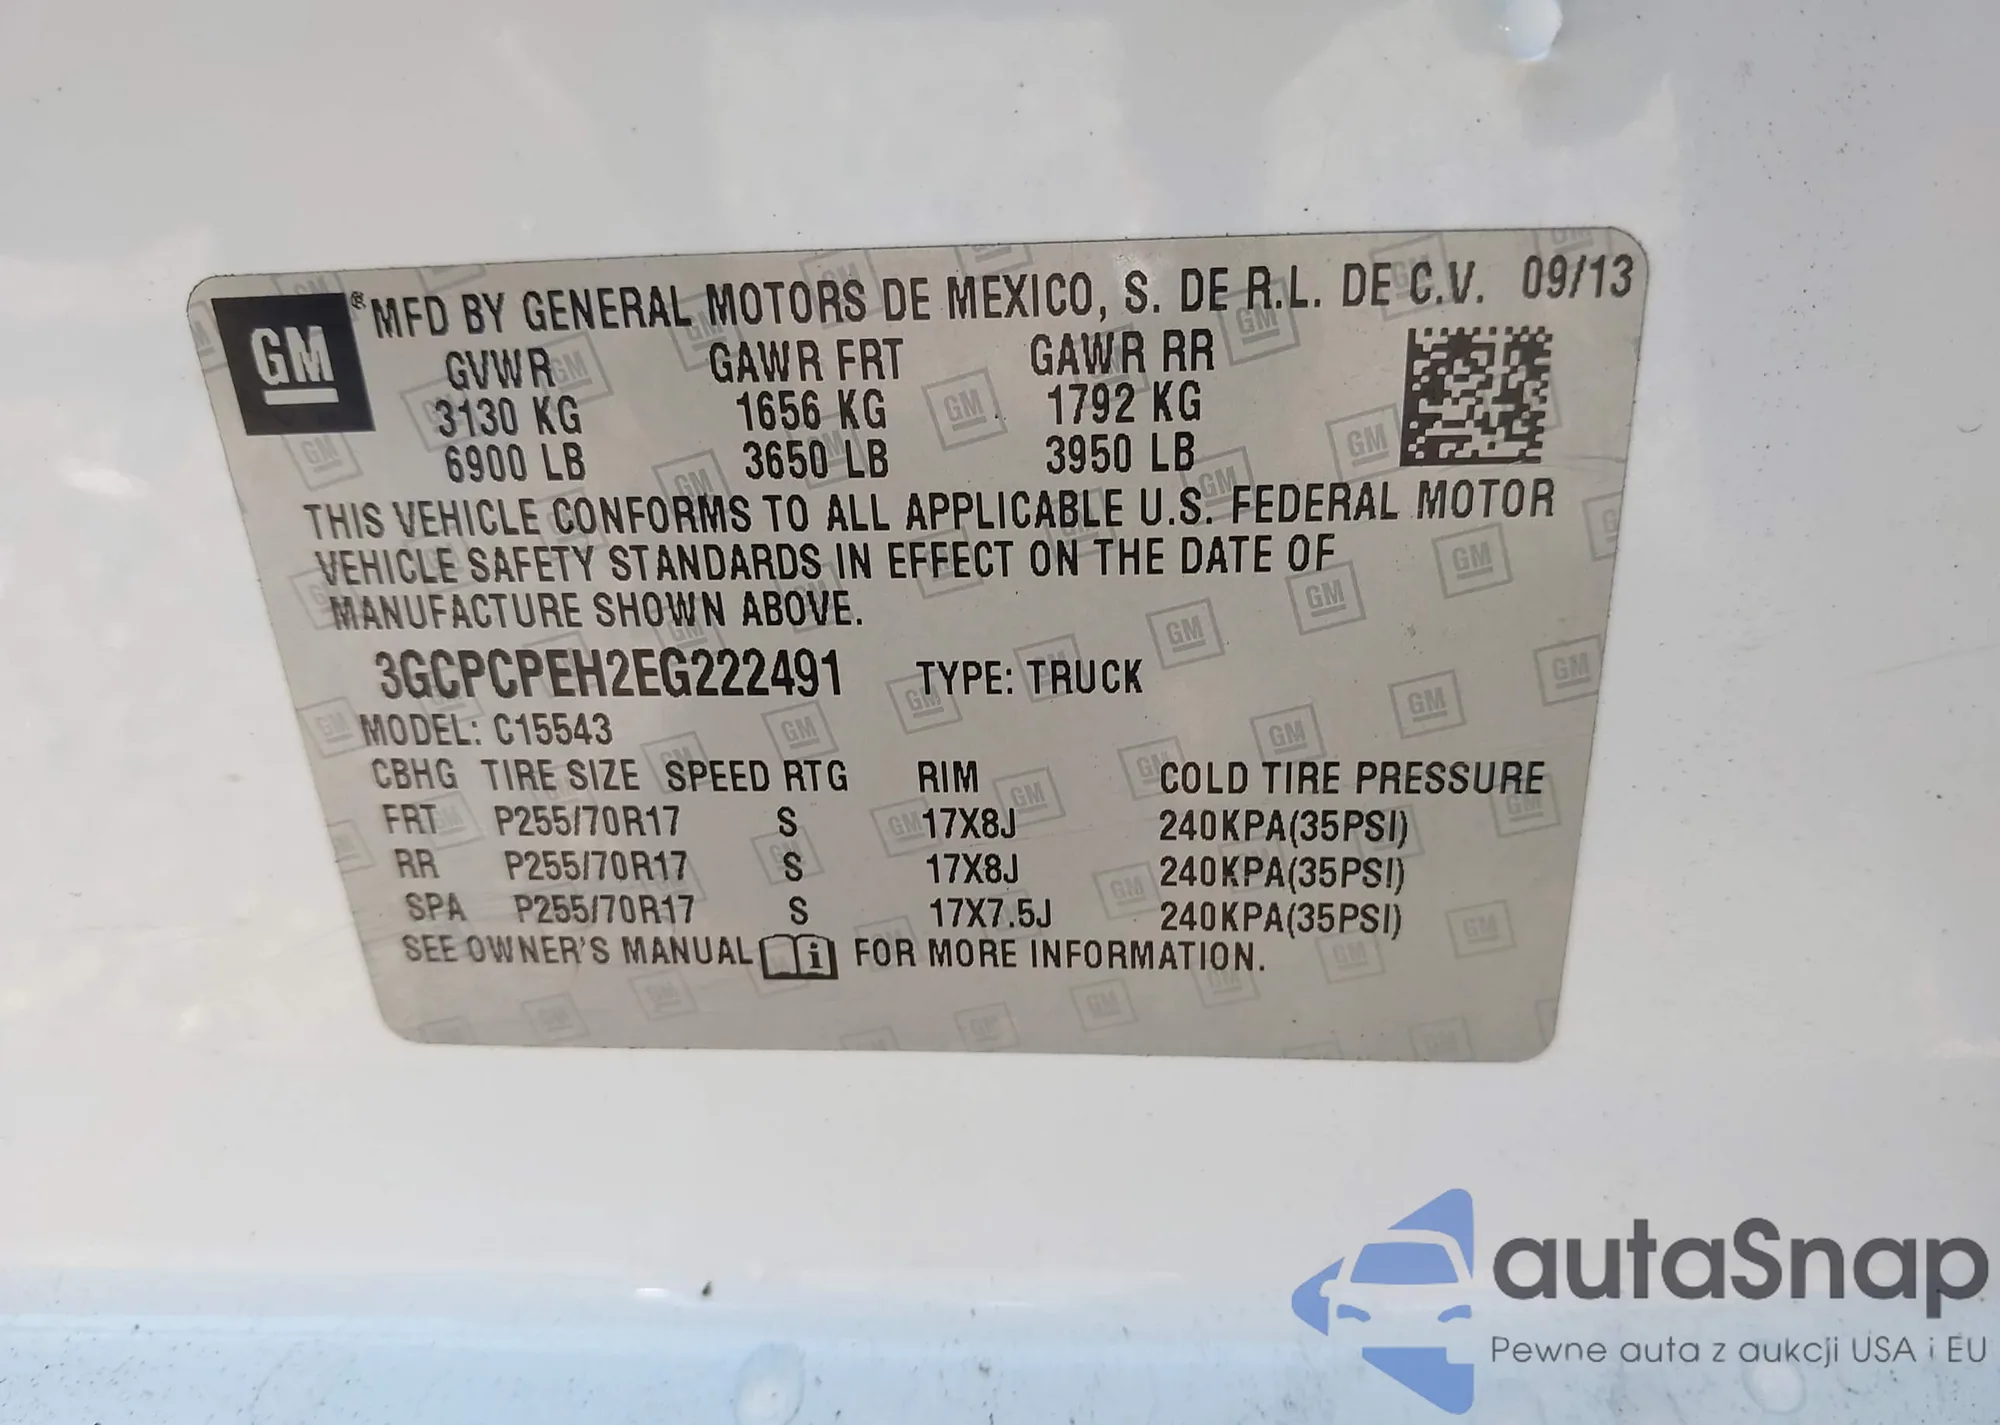 GM ® MFD BY GENERAL MOTORS DE MEXICO, S. DE R.L. DE C.V. 09/13
GVWR GAWR FRT GAWR RR
3130 KG 1656 KG 1792 KG
6900 LB 3650 LB 3950 LB
THIS VEHICLE CONFORMS TO ALL APPLICABLE U.S. FEDERAL MOTOR
VEHICLE SAFETY STANDARDS IN EFFECT ON THE DATE OF
MANUFACTURE SHOWN ABOVE.
3GCPCPEH2EG222491 TYPE: TRUCK
MODEL: C15543
CBHG TIRE SIZE SPEED RTG RIM COLD TIRE PRESSURE
FRT P255/70R17 S 17X8J 240KPA(35PSI)
RR P255/70R17 S 17X8J 240KPA(35PSI)
SPA P255/70R17 S 17X7.5J 240KPA(35PSI)
SEE OWNER'S MANUAL i FOR MORE INFORMATION.
autaSnap
Pewne auta z aukcji USA i EU